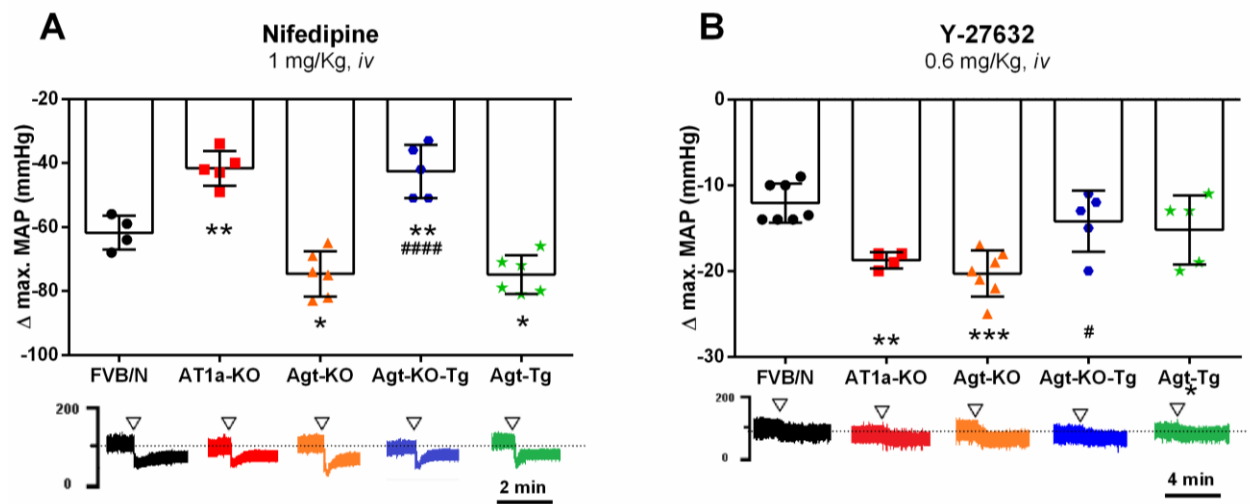 A
Nifedipine
1 mg/Kg, iv
Δ max. MAP (mmHg)
-20
-40
-60
-80
-100
**
*
**
####
*
FVB/N AT1a-KO Agt-KO Agt-KO-Tg Agt-Tg
200
0
2 min
B
Y-27632
0.6 mg/Kg, iv
Δ max. MAP (mmHg)
0
-10
-20
-30
**
***
#
FVB/N AT1a-KO Agt-KO Agt-KO-Tg Agt-Tg
*
200
0
4 min